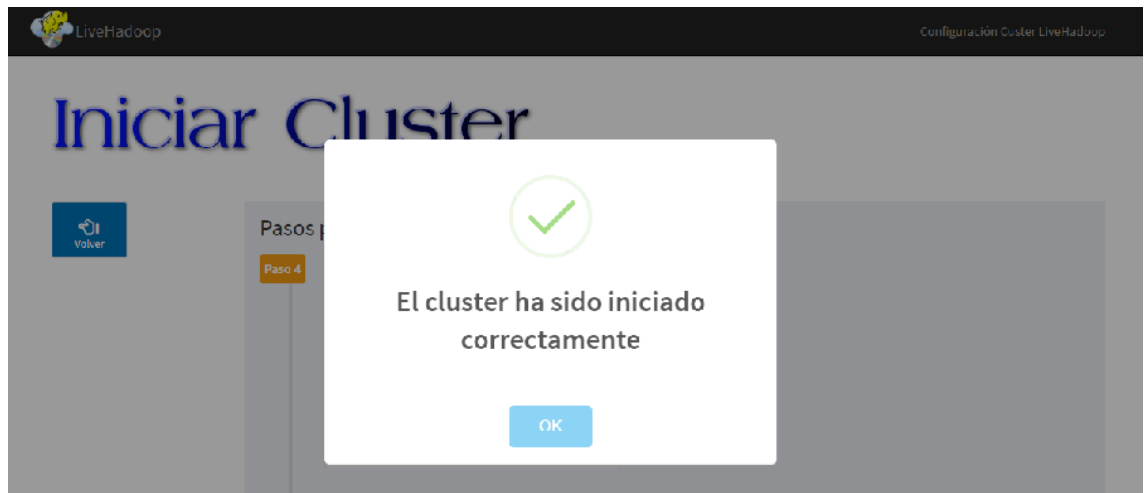 LiveHadoop
Configuración Custer LiveHadoop
Iniciar Cluster
Volver
Pasos
Paso 4
El cluster ha sido iniciado
correctamente
OK